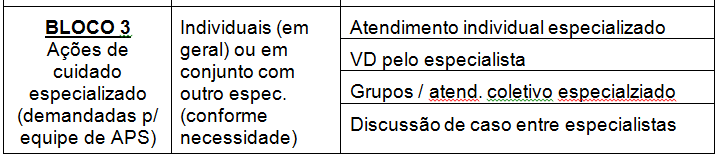 BLOCO 3
Ações de
cuidado
especializado
(demandadas p/
equipe de APS)
Individuais (em
geral) ou em
conjunto com
outro espec.
(conforme
necessidade)
Atendimento individual especializado
VD pelo especialista
Grupos / atend. coletivo especialziado
Discussão de caso entre especialistas